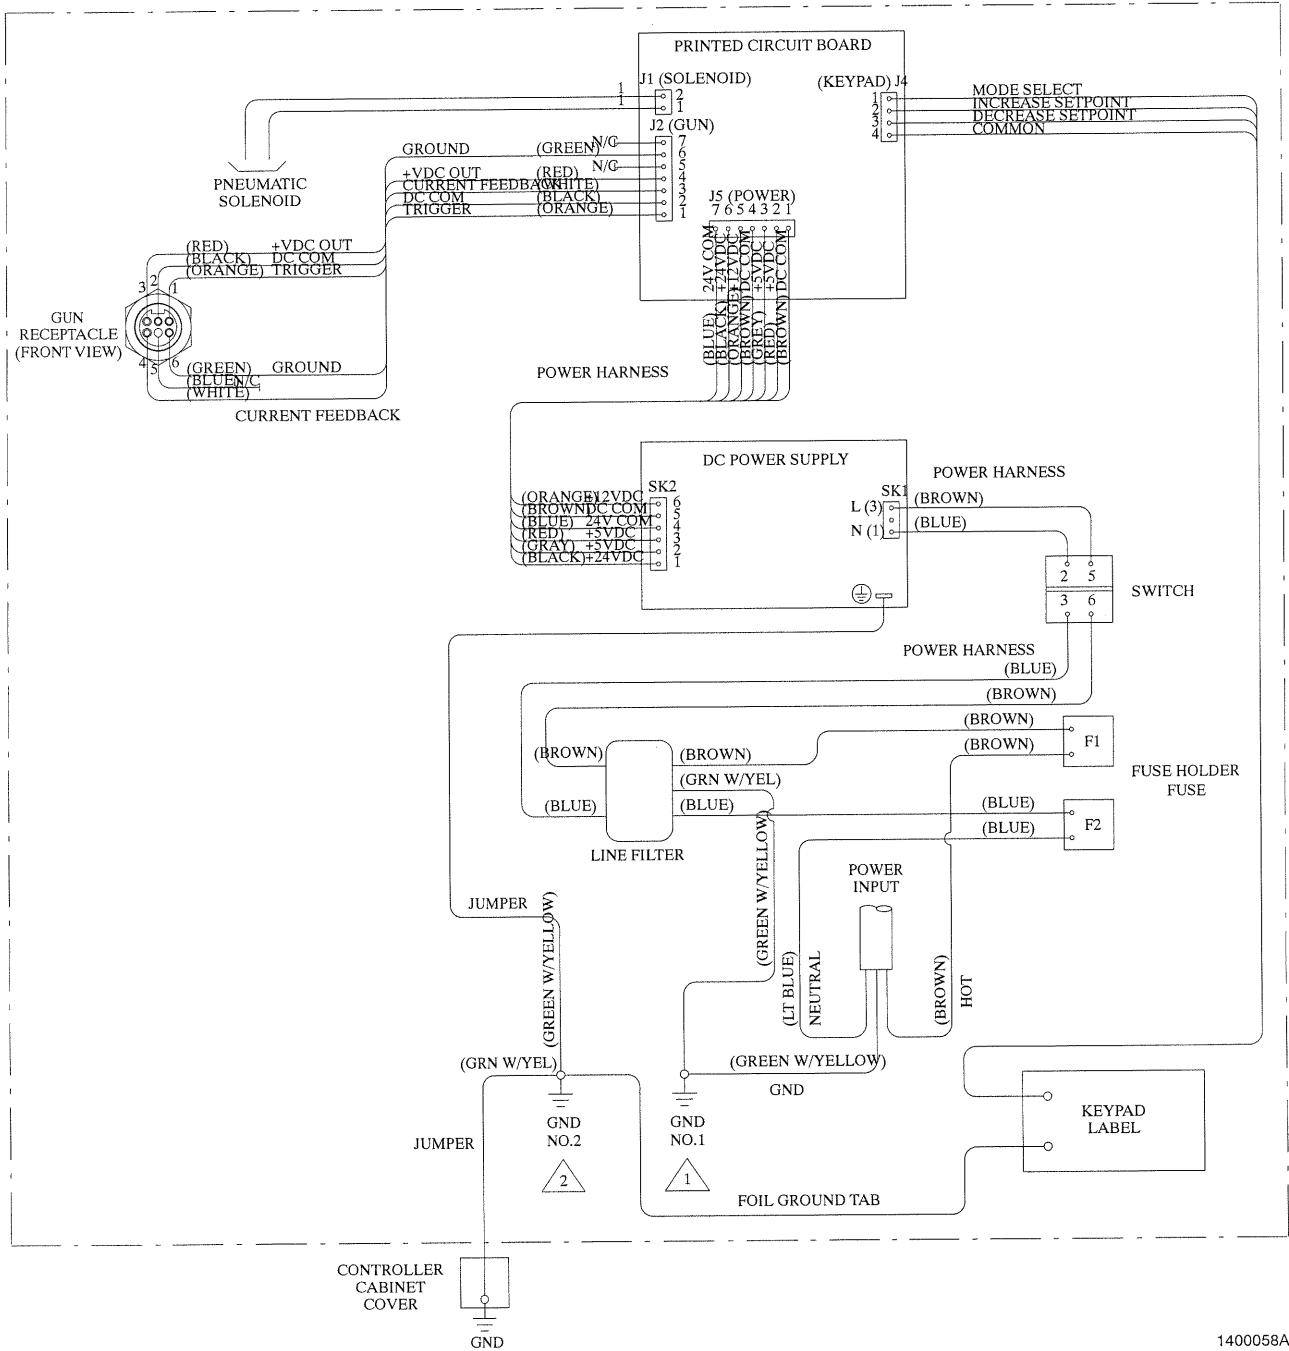 PRINTED CIRCUIT BOARD
J1 (SOLENOID)
1 2
1 1
(KEYPAD) J4
1 MODE SELECT
2 INCREASE SETPOINT
3 DECREASE SETPOINT
4 COMMON
PNEUMATIC
SOLENOID
J2 (GUN)
N/C 7
GROUND (GREEN) 6
N/C 5
+VDC OUT (RED) 4
CURRENT FEEDBACK (WHITE) 3
DC COM (BLACK) 2
TRIGGER (ORANGE) 1
J5 (POWER)
7 6 5 4 3 2 1
(BLUE) 24V COM
(BLACK) +24VDC
(ORANGE) +12VDC
(BROWN) DC COM
(GREY) +5VDC
(RED) +5VDC
(BROWN) DC COM
(RED) +VDC OUT
(BLACK) DC COM
(ORANGE) TRIGGER
3 2 1
GUN
RECEPTACLE
(FRONT VIEW)
4 5 6
(GREEN) GROUND
(BLUE) N/C
(WHITE)
CURRENT FEEDBACK
POWER HARNESS
DC POWER SUPPLY
SK2
(ORANGE) +12VDC 6
(BROWN) DC COM 5
(BLUE) 24V COM 4
(RED) +5VDC 3
(GRAY) +5VDC 2
(BLACK) +24VDC 1
POWER HARNESS
SK1
L (3) (BROWN)
N (1) (BLUE)
2 5
3 6
SWITCH
POWER HARNESS
(BLUE)
(BROWN)
(BROWN)
(BLUE)
LINE FILTER
(BROWN)
(GRN W/YEL)
(BLUE)
(BROWN)
(BROWN)
F1
FUSE HOLDER
FUSE
(BLUE)
(BLUE)
F2
(GREEN W/YELLOW)
POWER
INPUT
(LT BLUE)
NEUTRAL
(BROWN)
HOT
JUMPER
(GREEN W/YELLOW)
(GRN W/YEL)
(GREEN W/YELLOW)
GND
GND
NO.2
2
GND
NO.1
1
JUMPER
FOIL GROUND TAB
KEYPAD
LABEL
CONTROLLER
CABINET
COVER
GND
1400058A